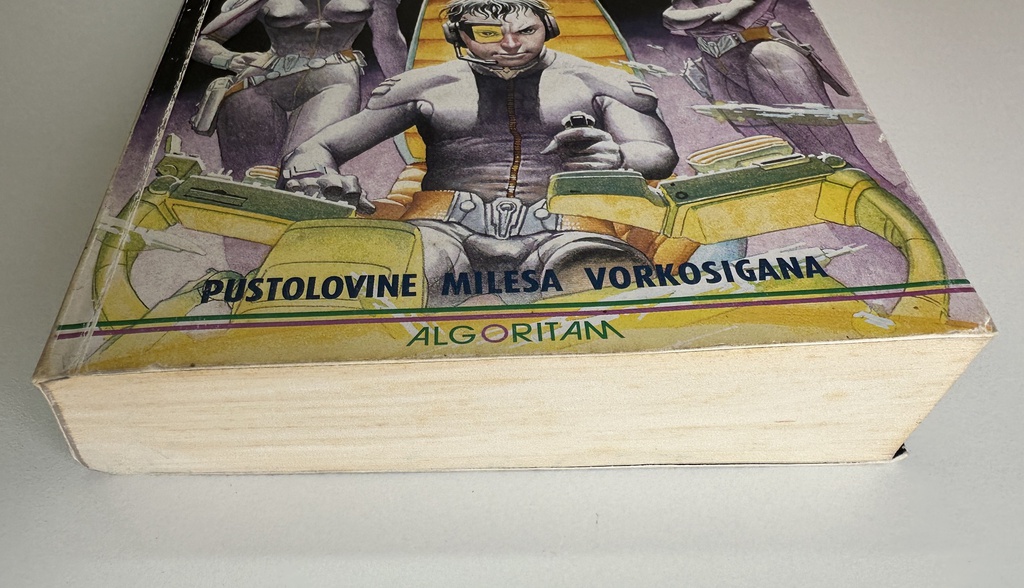 PUSTOLOVINE MILESA VORKOSIGANA
ALGORITAM